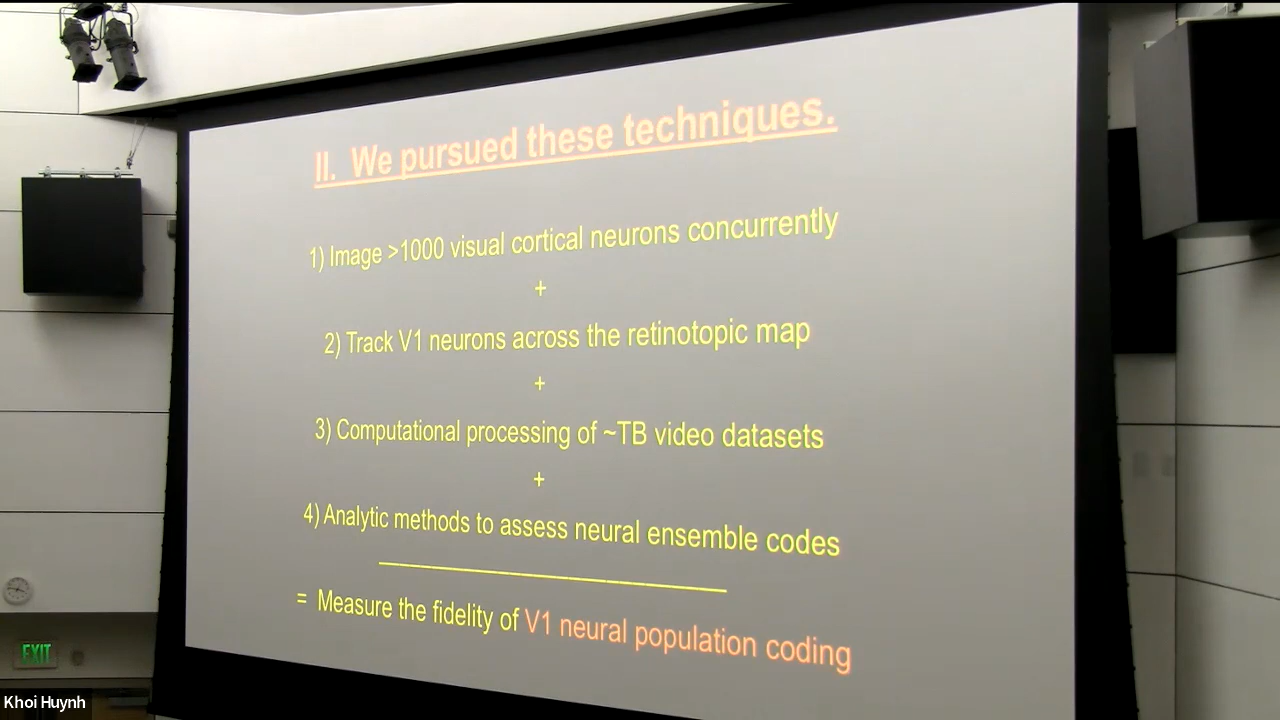 II. We pursued these techniques.
1) Image >1000 visual cortical neurons concurrently
+
2) Track V1 neurons across the retinotopic map
+
3) Computational processing of ~TB video datasets
+
4) Analytic methods to assess neural ensemble codes
= Measure the fidelity of V1 neural population coding
EXIT
Khoi Huynh